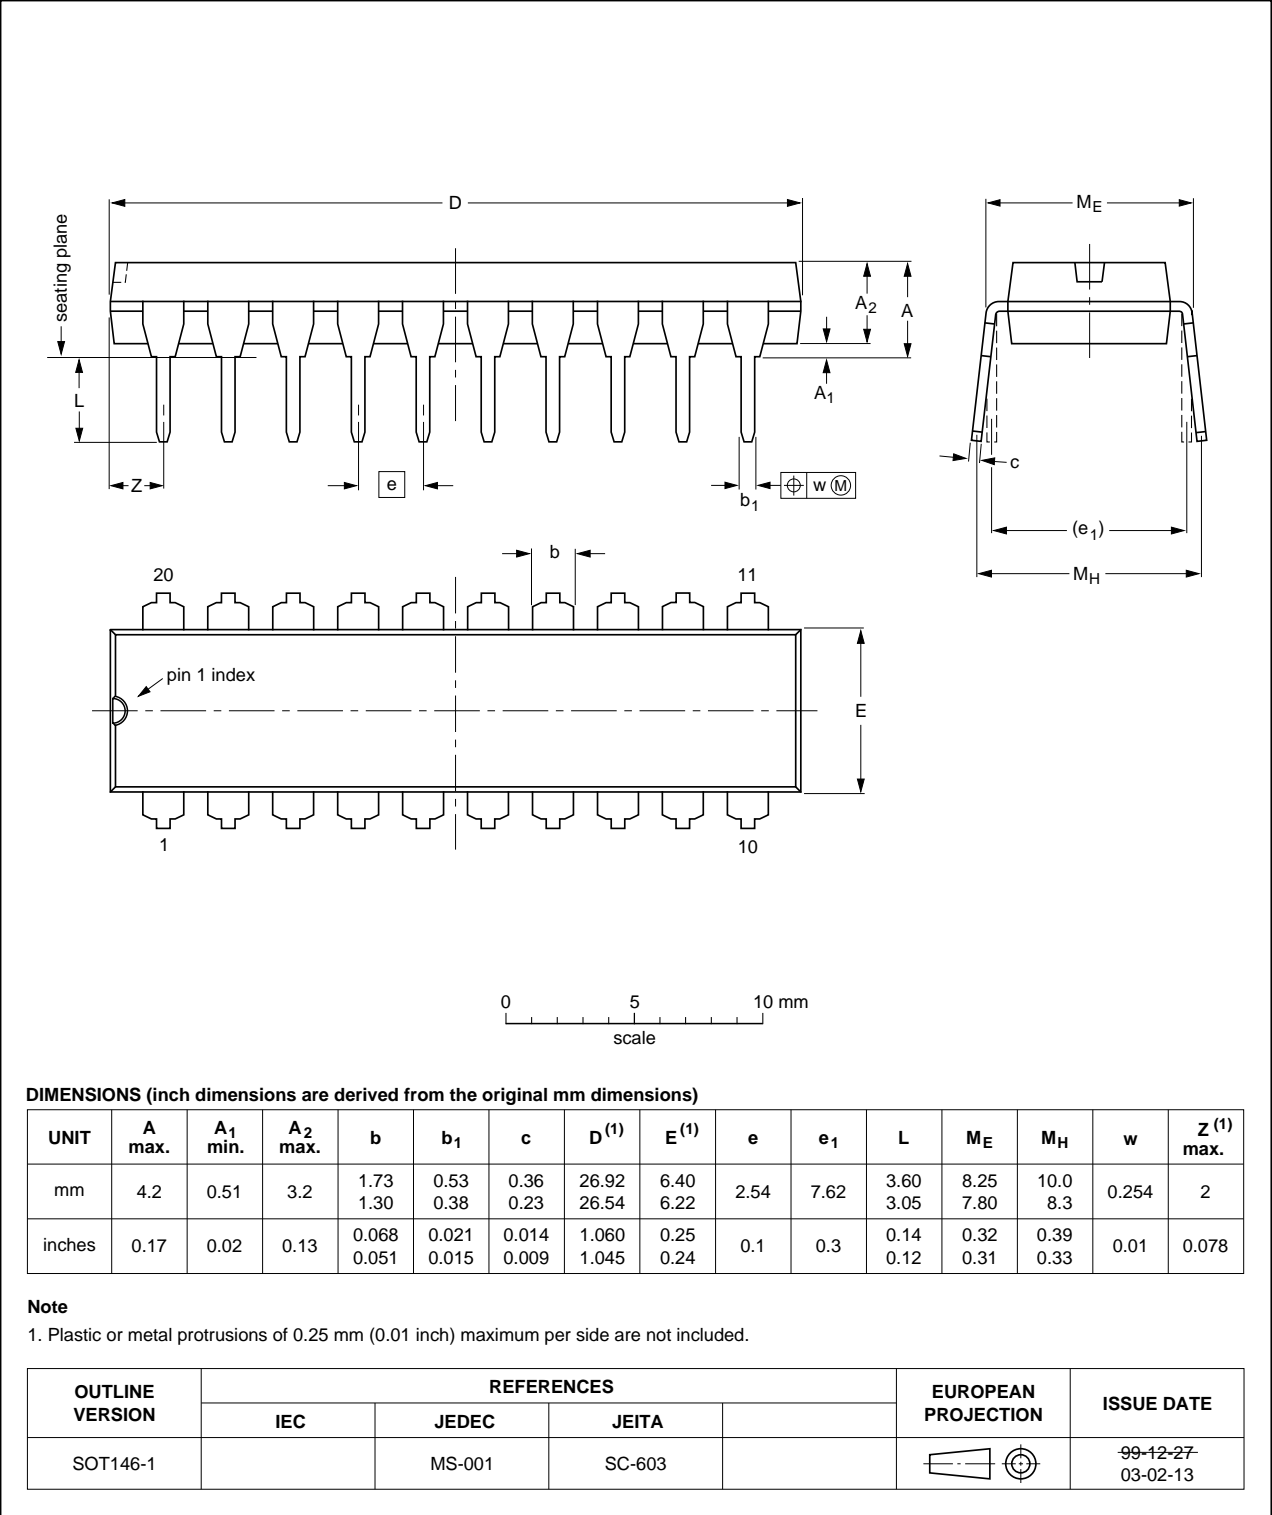 D
M_E
seating plane
A_2
A
A_1
L
Z
e
b_1
w M
c
(e_1)
M_H
b
20
11
pin 1 index
E
1
10
0 5 10 mm
scale
DIMENSIONS (inch dimensions are derived from the original mm dimensions)
UNIT A max. A_1 min. A_2 max. b b_1 c D^(1) E^(1) e e_1 L M_E M_H w Z^(1) max.
mm 4.2 0.51 3.2 1.73 1.30 0.53 0.38 0.36 0.23 26.92 26.54 6.40 6.22 2.54 7.62 3.60 3.05 8.25 7.80 10.0 8.3 0.254 2
inches 0.17 0.02 0.13 0.068 0.051 0.021 0.015 0.014 0.009 1.060 1.045 0.25 0.24 0.1 0.3 0.14 0.12 0.32 0.31 0.39 0.33 0.01 0.078
Note
1. Plastic or metal protrusions of 0.25 mm (0.01 inch) maximum per side are not included.
OUTLINE VERSION REFERENCES EUROPEAN PROJECTION ISSUE DATE
IEC JEDEC JEITA
SOT146-1 MS-001 SC-603 99-12-27
03-02-13